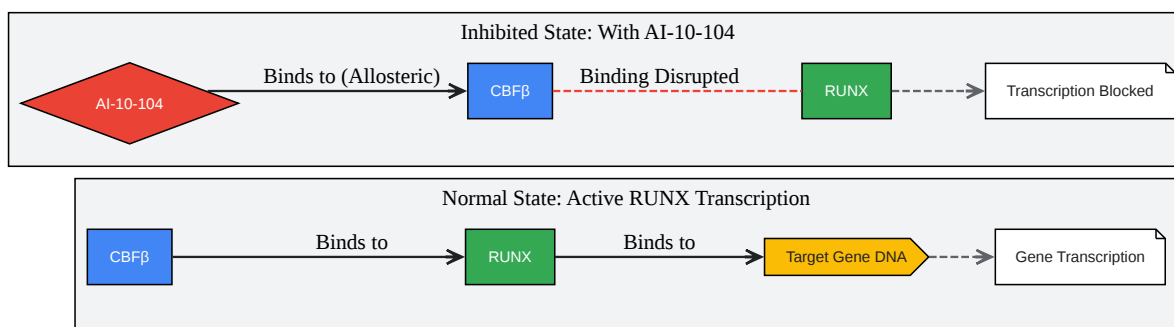 Inhibited State: With AI-10-104
AI-10-104
Binds to (Allosteric)
CBFβ
Binding Disrupted
RUNX
Transcription Blocked
Normal State: Active RUNX Transcription
CBFβ
Binds to
RUNX
Binds to
Target Gene DNA
Gene Transcription